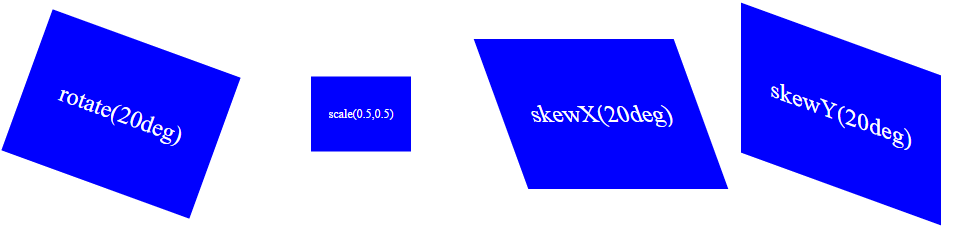 rotate(20deg)
scale(0.5,0.5)
skewX(20deg)
skewY(20deg)